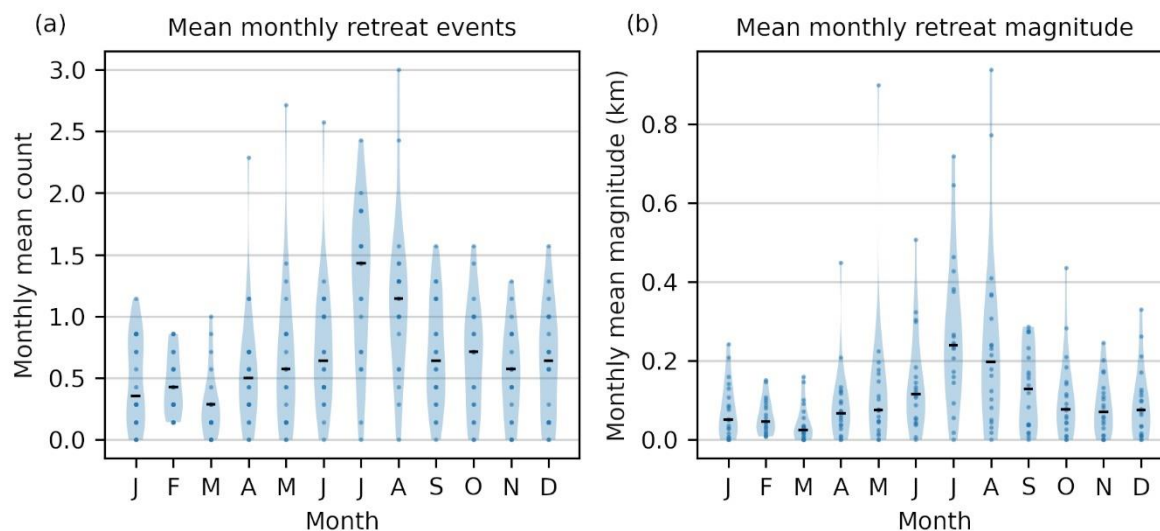 (a) Mean monthly retreat events
Monthly mean count
3.0
2.5
2.0
1.5
1.0
0.5
0.0
J F M A M J J A S O N D
Month
(b) Mean monthly retreat magnitude
Monthly mean magnitude (km)
0.8
0.6
0.4
0.2
0.0
J F M A M J J A S O N D
Month